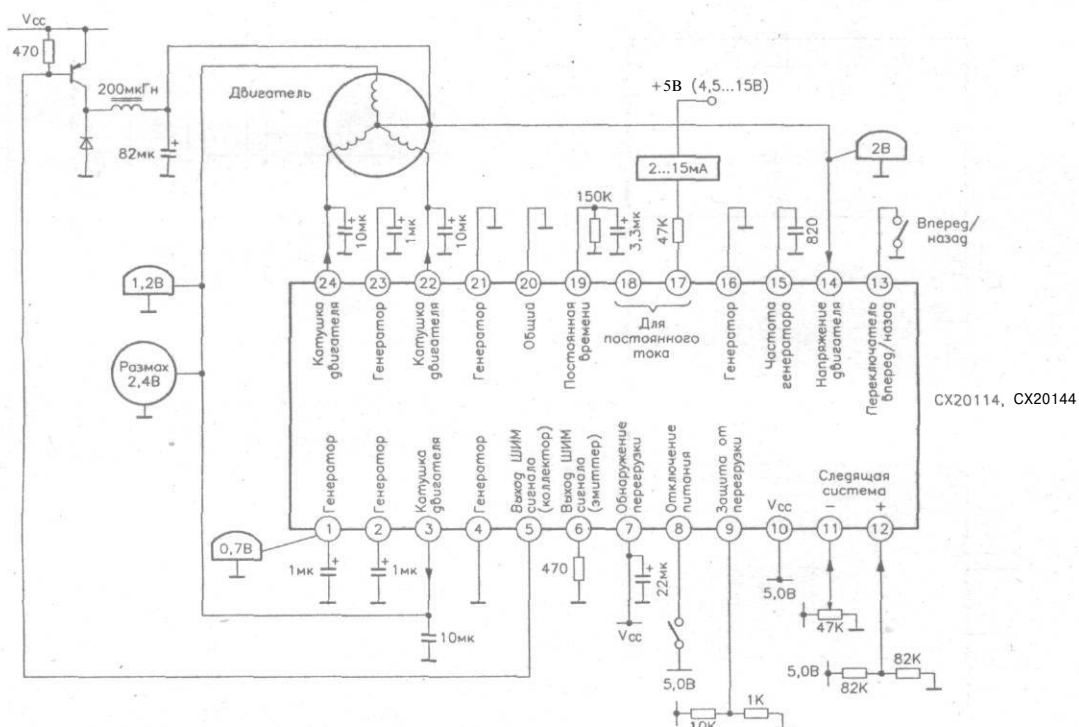 Vcc
470
200мкГн
82мк
Двигатель
+5В (4,5...15В)
2...15мА
2В
10мк
1мк
10мк
150К
3,3мк
47К
820
Вперед/
назад
1,2В
Размах
2,4В
24
23
22
21
20
19
18
17
16
15
14
13
Катушка
двигателя
Генератор
Катушка
двигателя
Генератор
Общий
Постоянная
времени
Для
постоянного
тока
Генератор
Частота
генератора
Напряжение
двигателя
Переключатель
вперед/назад
CX20114, CX20144
Генератор
Генератор
Катушка
двигателя
Генератор
Выход ШИМ
сигнала
(коллектор)
Выход ШИМ
сигнала
(эмиттер)
Обнаружение
перегрузки
Отключение
питания
Защита от
перегрузки
Vcc
Следящая
система
− +
1
2
3
4
5
6
7
8
9
10
11
12
0,7В
1мк
1мк
10мк
470
22мк
Vcc
5,0В
5,0В
47К
5,0В
82К
82К
10К
1К